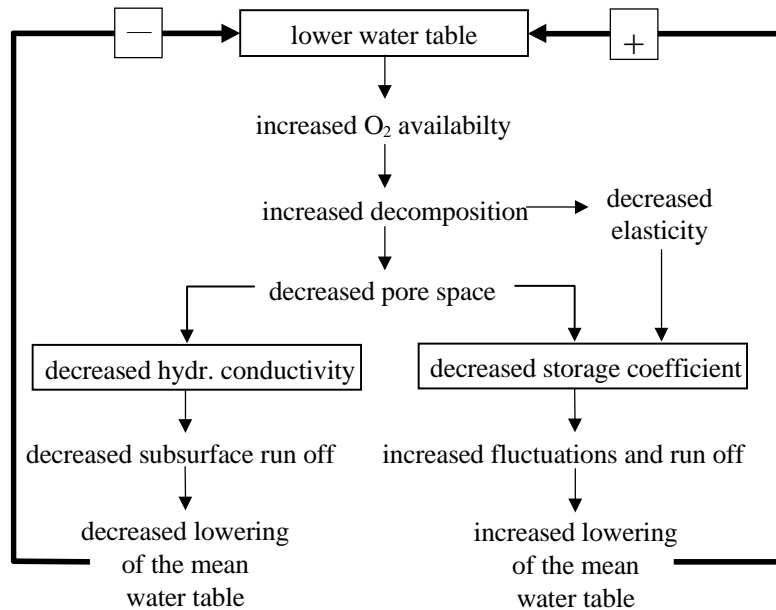 —
lower water table
+
increased O₂ availabilty
increased decomposition
decreased
elasticity
decreased pore space
decreased hydr. conductivity
decreased storage coefficient
decreased subsurface run off
increased fluctuations and run off
decreased lowering
of the mean
water table
increased lowering
of the mean
water table